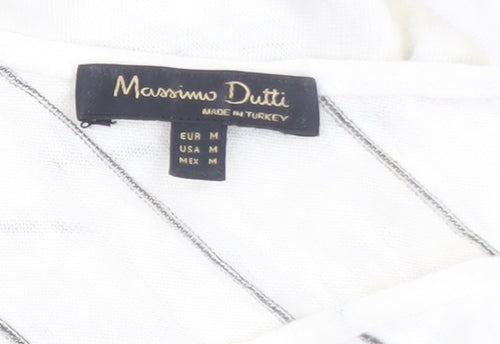 Massimo Dutti
MADE IN TURKEY
EUR M
USA M
MEX M